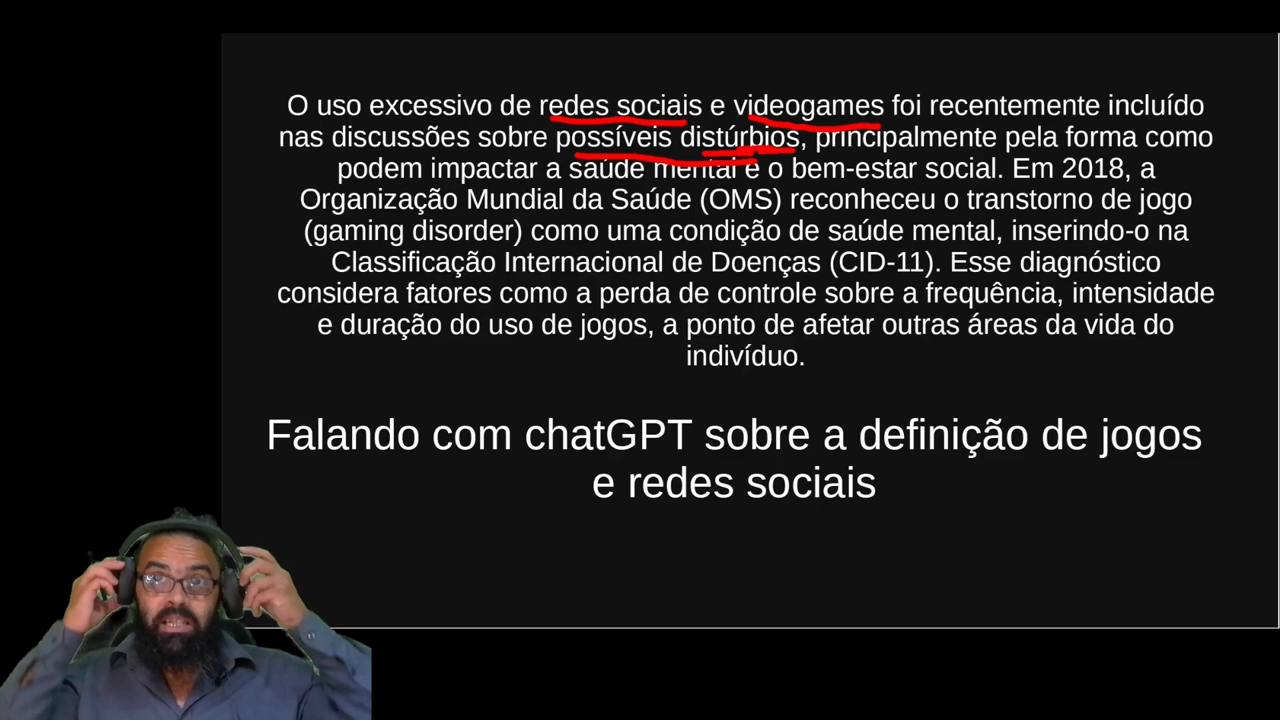 O uso excessivo de redes sociais e videogames foi recentemente incluído
nas discussões sobre possíveis distúrbios, principalmente pela forma como
podem impactar a saúde mental e o bem-estar social. Em 2018, a
Organização Mundial da Saúde (OMS) reconheceu o transtorno de jogo
(gaming disorder) como uma condição de saúde mental, inserindo-o na
Classificação Internacional de Doenças (CID-11). Esse diagnóstico
considera fatores como a perda de controle sobre a frequência, intensidade
e duração do uso de jogos, a ponto de afetar outras áreas da vida do
indivíduo.
Falando com chatGPT sobre a definição de jogos
e redes sociais